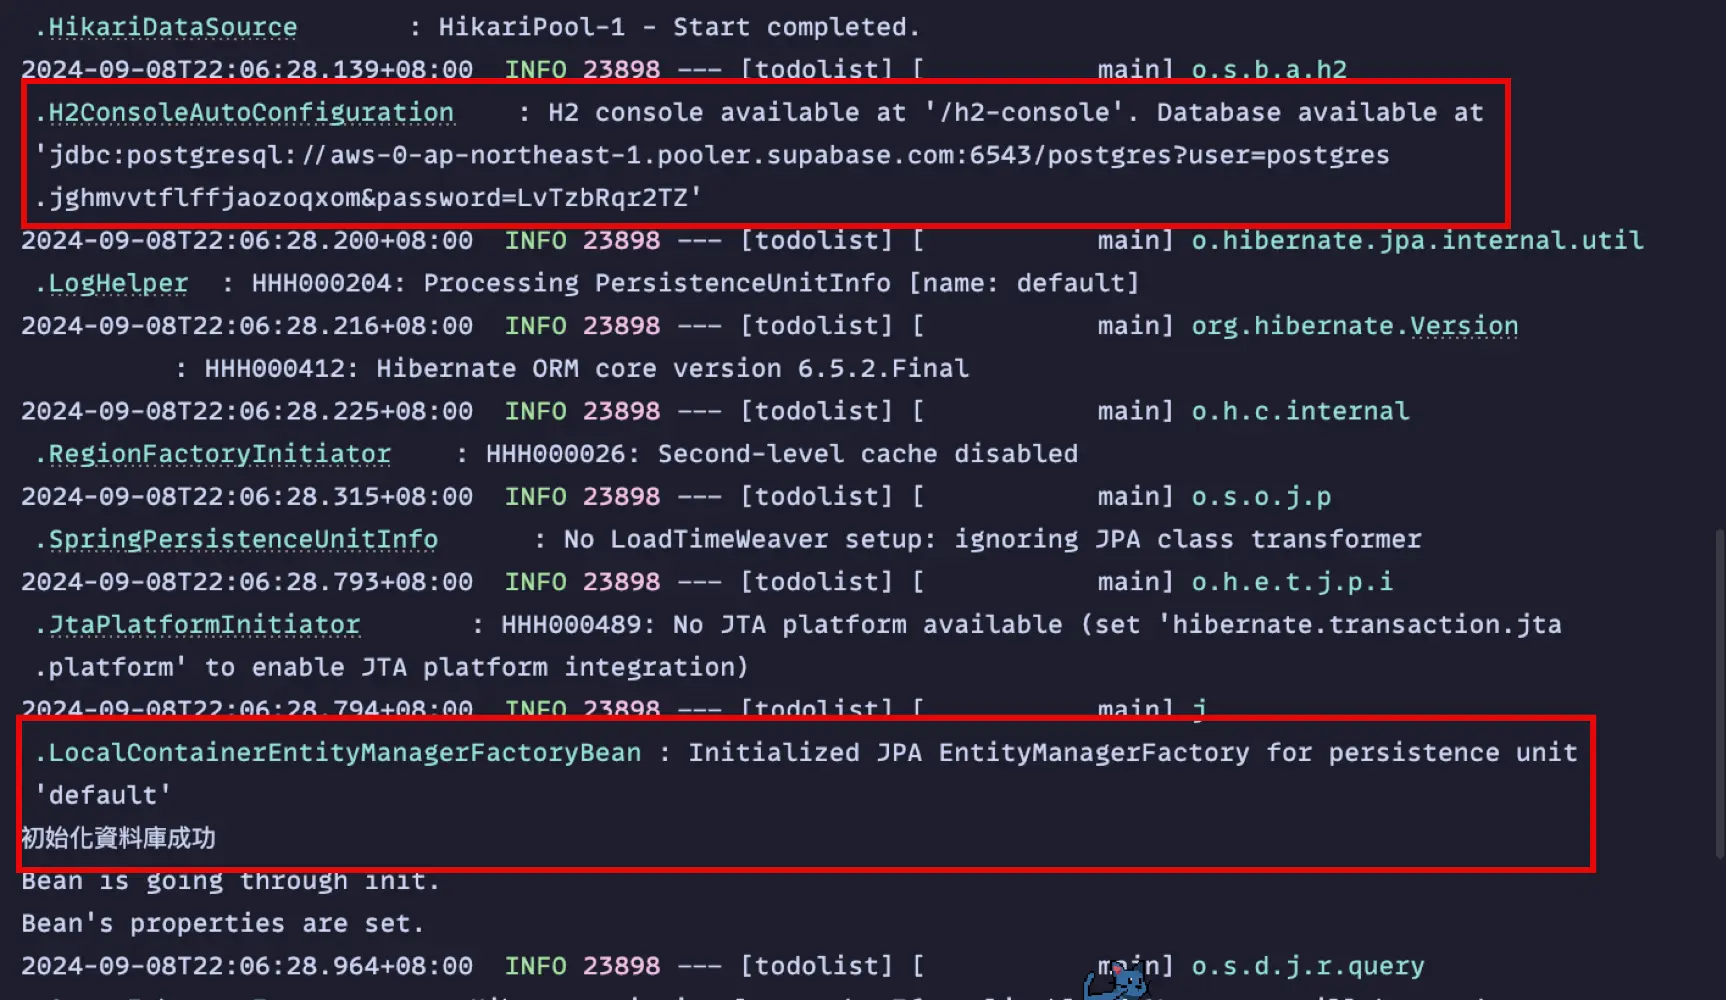 .HikariDataSource       : HikariPool-1 - Start completed.
2024-09-08T22:06:28.139+08:00  INFO 23898 --- [todolist] [           main] o.s.b.a.h2
.H2ConsoleAutoConfiguration    : H2 console available at '/h2-console'. Database available at
'jdbc:postgresql://aws-0-ap-northeast-1.pooler.supabase.com:6543/postgres?user=postgres
.jghmvvtflffjaozoqxom&password=LvTzbRqr2TZ'
2024-09-08T22:06:28.200+08:00  INFO 23898 --- [todolist] [           main] o.hibernate.jpa.internal.util
.LogHelper  : HHH000204: Processing PersistenceUnitInfo [name: default]
2024-09-08T22:06:28.216+08:00  INFO 23898 --- [todolist] [           main] org.hibernate.Version
: HHH000412: Hibernate ORM core version 6.5.2.Final
2024-09-08T22:06:28.225+08:00  INFO 23898 --- [todolist] [           main] o.h.c.internal
.RegionFactoryInitiator    : HHH000026: Second-level cache disabled
2024-09-08T22:06:28.315+08:00  INFO 23898 --- [todolist] [           main] o.s.o.j.p
.SpringPersistenceUnitInfo      : No LoadTimeWeaver setup: ignoring JPA class transformer
2024-09-08T22:06:28.793+08:00  INFO 23898 --- [todolist] [           main] o.h.e.t.j.p.i
.JtaPlatformInitiator       : HHH000489: No JTA platform available (set 'hibernate.transaction.jta
.platform' to enable JTA platform integration)
2024-09-08T22:06:28.794+08:00  INFO 23898 --- [todolist] [           main] j
.LocalContainerEntityManagerFactoryBean : Initialized JPA EntityManagerFactory for persistence unit
'default'
初始化資料庫成功
Bean is going through init.
Bean's properties are set.
2024-09-08T22:06:28.964+08:00  INFO 23898 --- [todolist] [           main] o.s.d.j.r.query